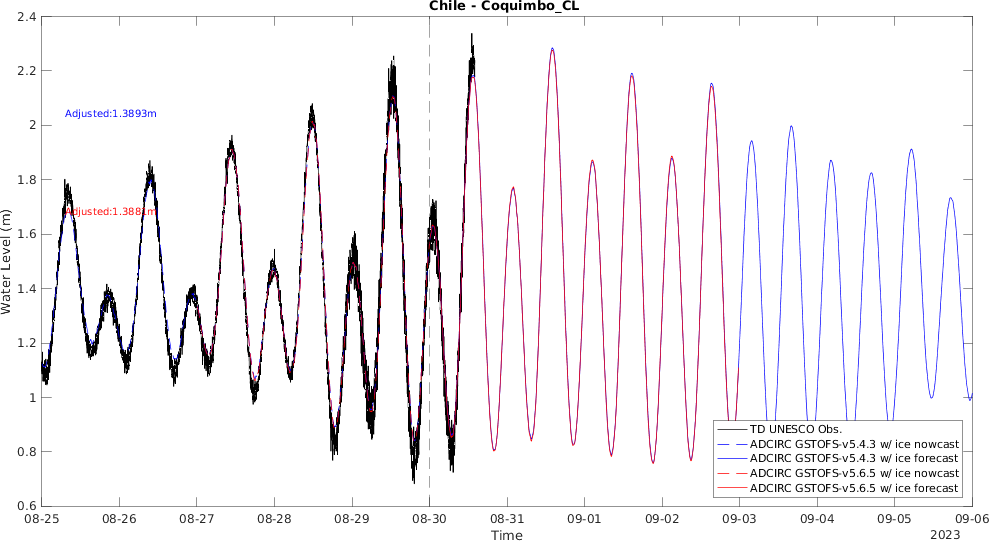 Chile - Coquimbo_CL
2.4
2.2
2
1.8
1.6
1.4
1.2
1
0.8
0.6
Water Level (m)
Adjusted:1.3893m
Adjusted:1.3881m
TD UNESCO Obs.
ADCIRC GSTOFS-v5.4.3 w/ ice nowcast
ADCIRC GSTOFS-v5.4.3 w/ ice forecast
ADCIRC GSTOFS-v5.6.5 w/ ice nowcast
ADCIRC GSTOFS-v5.6.5 w/ ice forecast
08-25 08-26 08-27 08-28 08-29 08-30 08-31 09-01 09-02 09-03 09-04 09-05 09-06
Time
2023